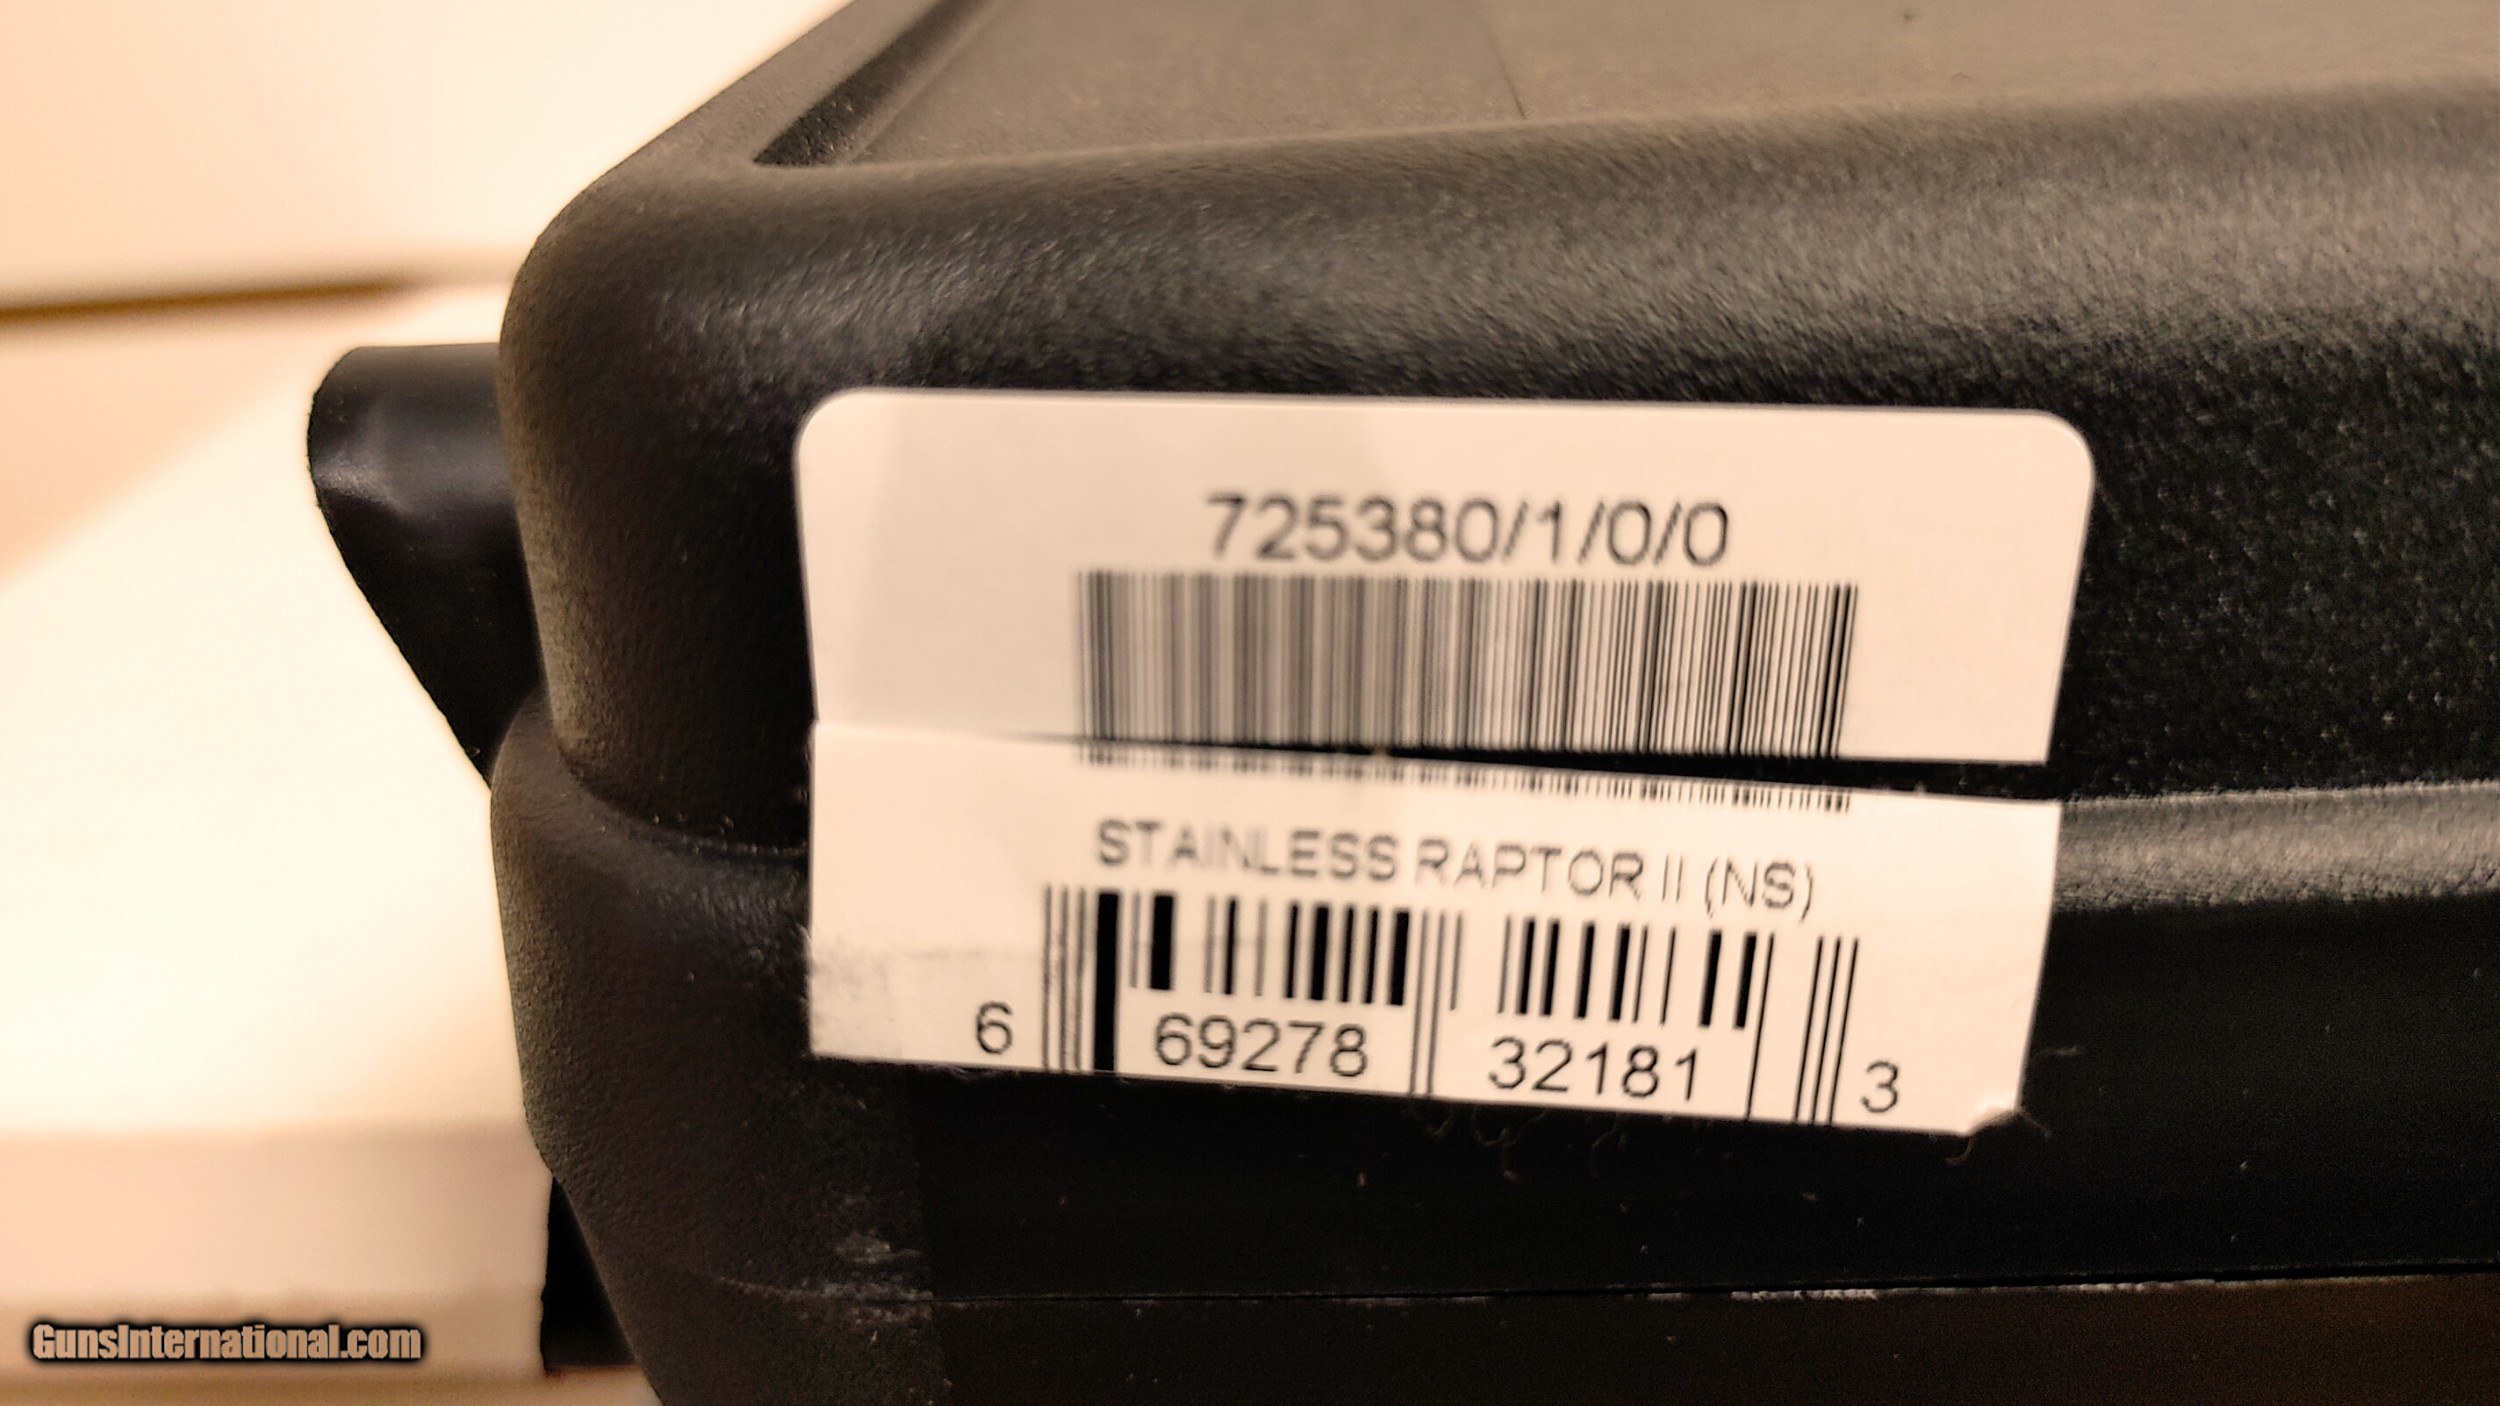 725380/1/0/0
STAINLESS RAPTOR II (NS)
6 69278 32181 3
GunsInternational.com